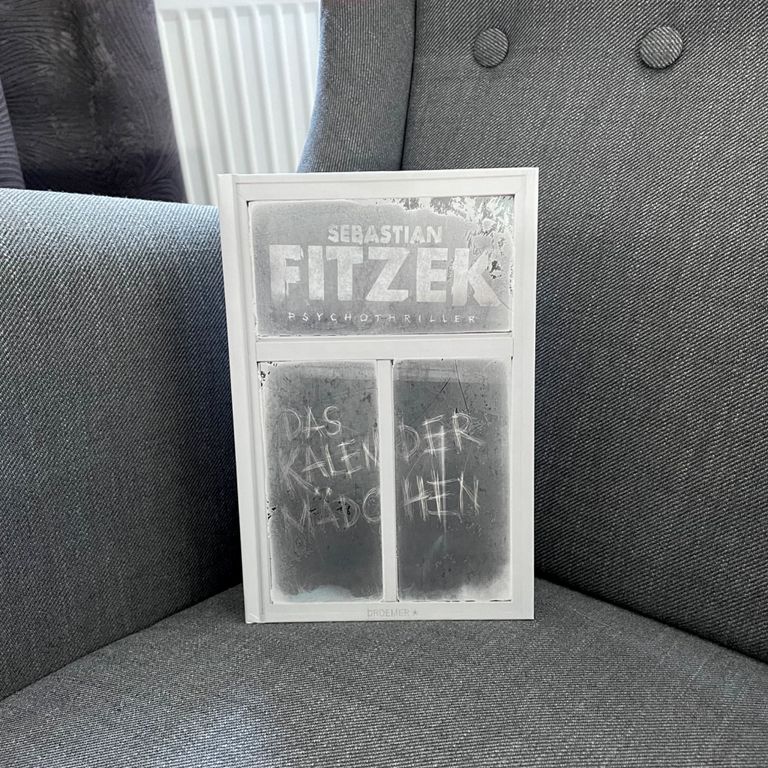 SEBASTIAN
FITZEK
PSYCHOTHRILLER
DAS
KALENDER
MÄDCHEN
DROEMER